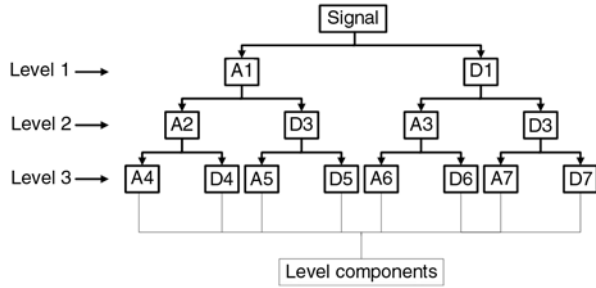 Signal
Level 1 A1 D1
Level 2 A2 D3 A3 D3
Level 3 A4 D4 A5 D5 A6 D6 A7 D7
Level components